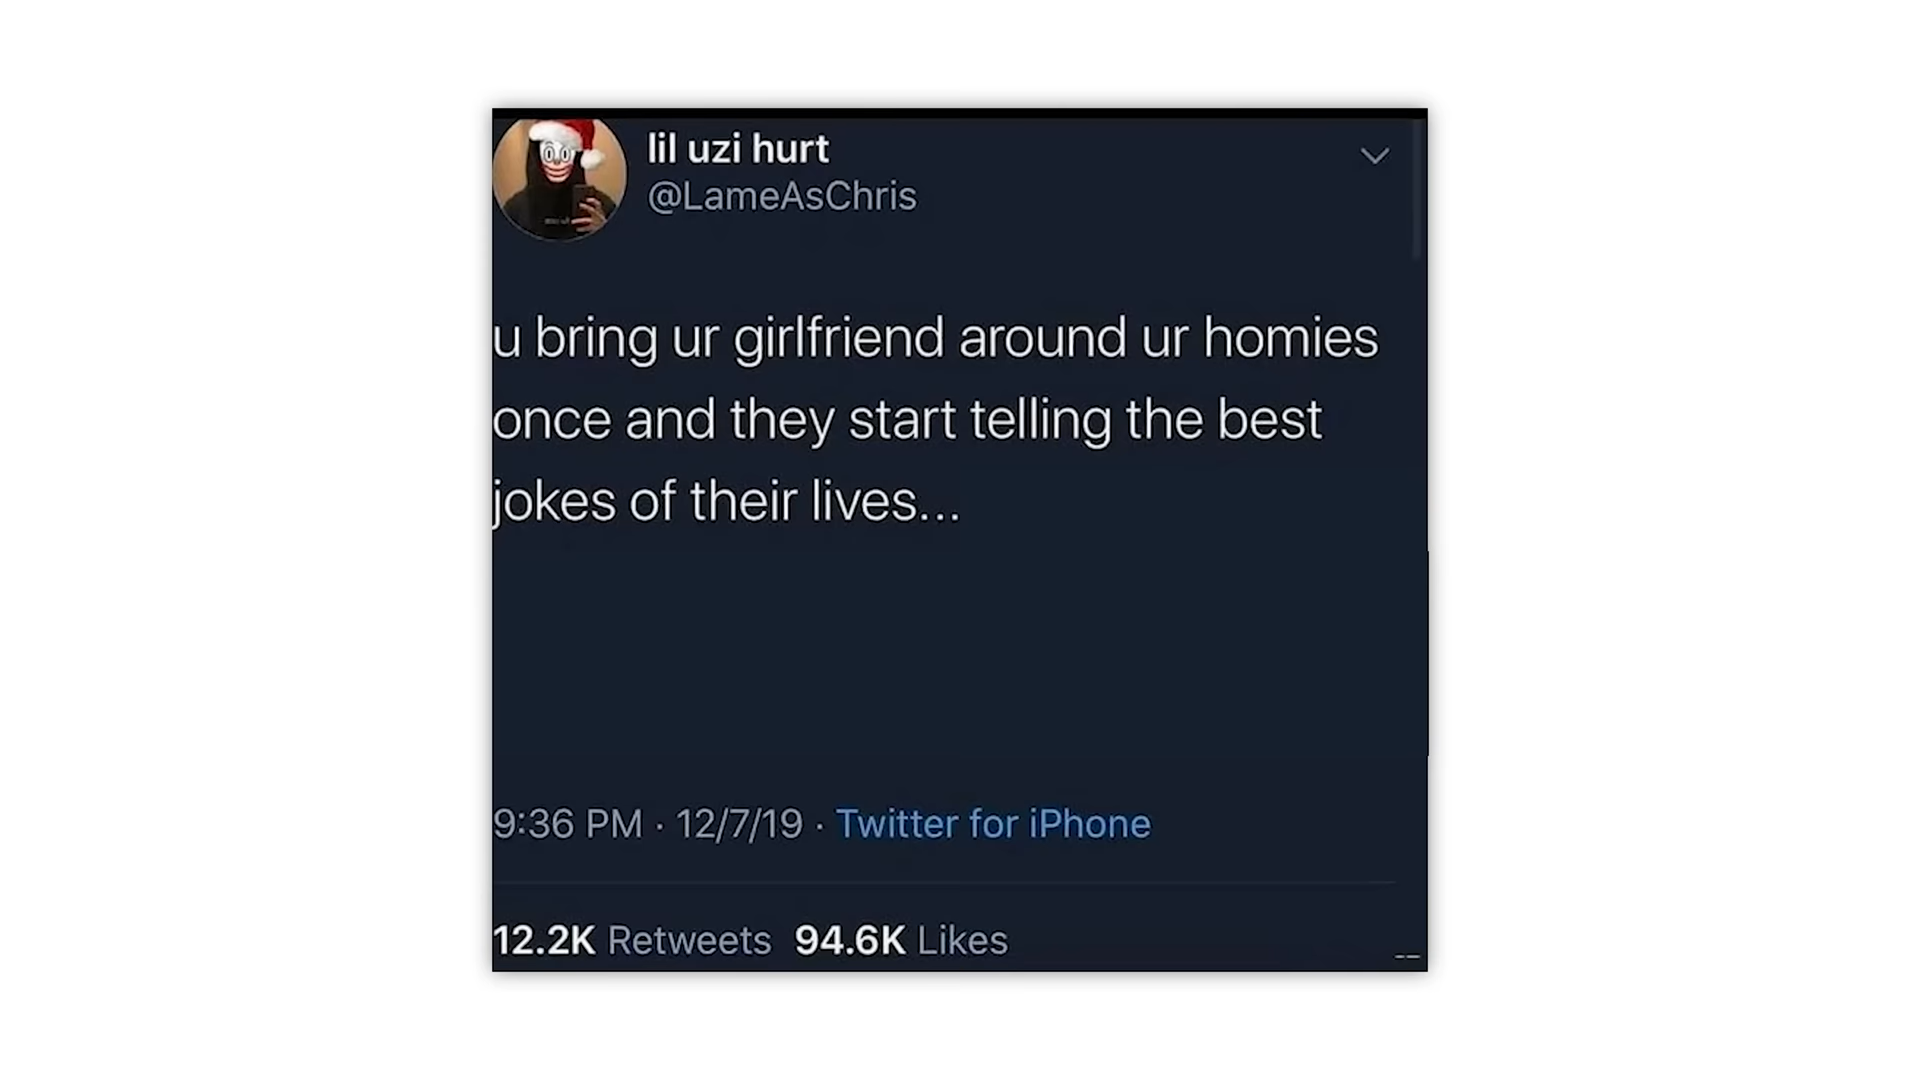 lil uzi hurt
@LameAsChris
u bring ur girlfriend around ur homies
once and they start telling the best
jokes of their lives...
9:36 PM · 12/7/19 · Twitter for iPhone
12.2K Retweets 94.6K Likes